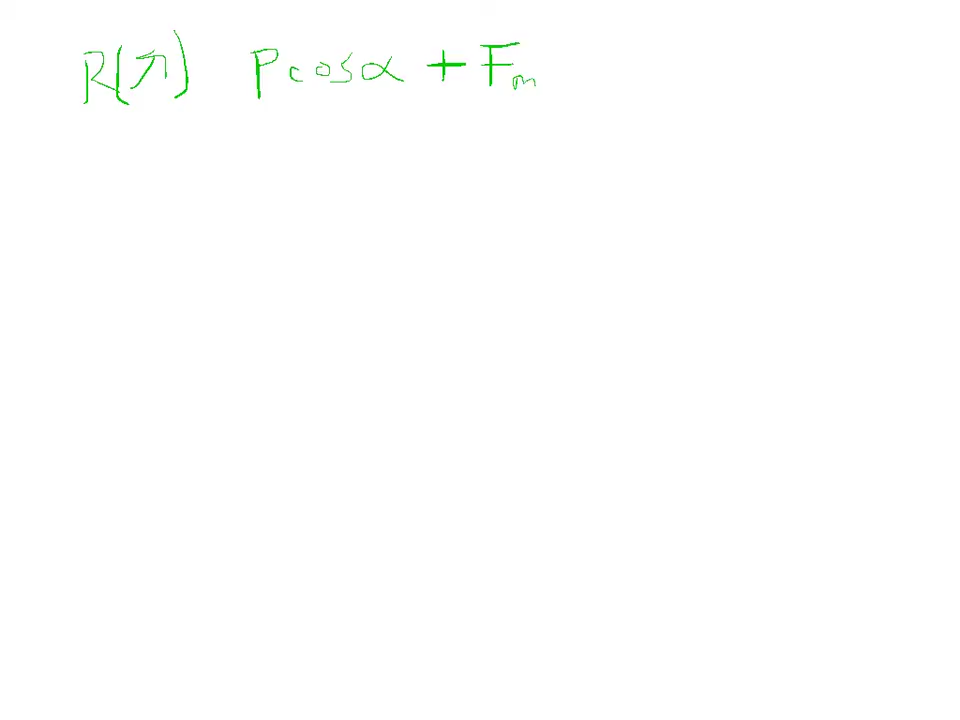 R(↗) Pcosα + Fₘ